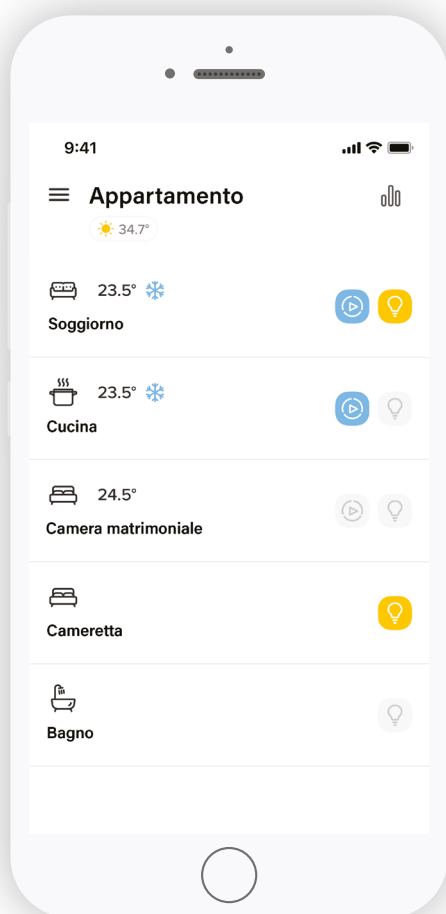 9:41
Appartamento
34.7°
23.5°
Soggiorno
23.5°
Cucina
24.5°
Camera matrimoniale
Cameretta
Bagno